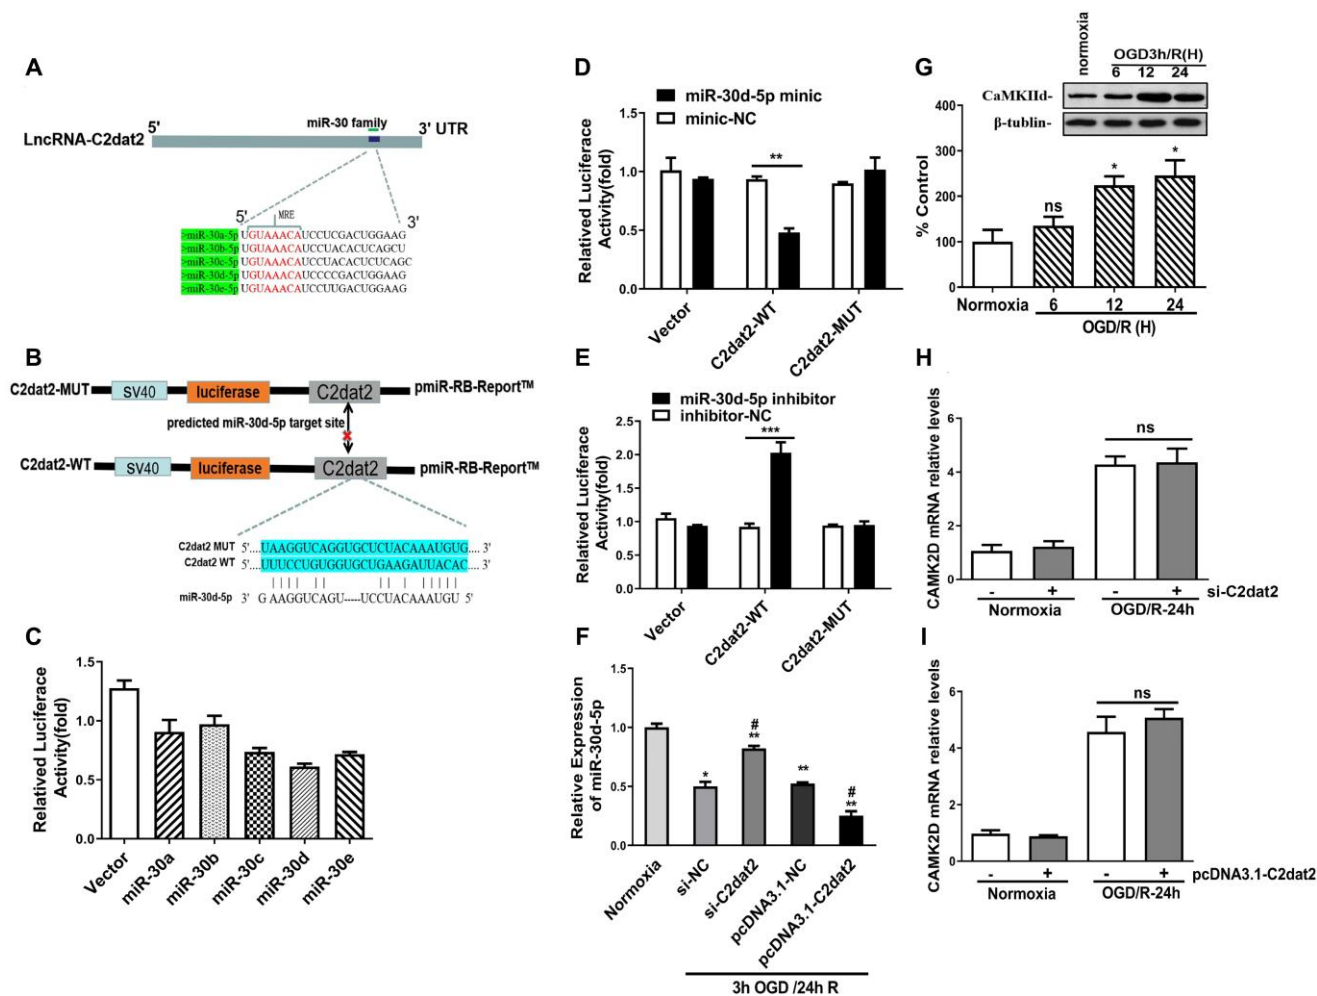 A
LncRNA-C2dat2
5'
miR-30 family
3' UTR
5'
MRE
3'
>miR-30a-5p UGUAAACAUCCUCGACUGGAAG
>miR-30b-5p UGUAAACAUCCUACACUCAGCU
>miR-30c-5p UGUAAACAUCCUACACUCUCAGC
>miR-30d-5p UGUAAACAUCCCCGACUGGAAG
>miR-30e-5p UGUAAACAUCCUUGACUGGAAG
B
C2dat2-MUT SV40 luciferase C2dat2 pmiR-RB-Report™
predicted miR-30d-5p target site
C2dat2-WT SV40 luciferase C2dat2 pmiR-RB-Report™
C2dat2 MUT 5'.... UAAGGUCAGGUGCUCUACAAAUGUG.... 3'
C2dat2 WT 5'.... UUUCCUGUGGUGCUGAAGAUUACAC.... 3'
miR-30d-5p 3' GAAGGUCAGU-----UCCUACAAAUGU 5'
C
Relatived Luciferace
Activity(fold)
1.5
1.0
0.5
0.0
Vector
miR-30a
miR-30b
miR-30c
miR-30d
miR-30e
D
miR-30d-5p minic
minic-NC
Relatived Luciferace
Activity(fold)
1.5
1.0
0.5
0.0
**
Vector
C2dat2-WT
C2dat2-MUT
E
miR-30d-5p inhibitor
inhibitor-NC
Relatived Luciferace
Activity(fold)
2.5
2.0
1.5
1.0
0.5
0.0
***
Vector
C2dat2-WT
C2dat2-MUT
F
Relative Expression
of miR-30d-5p
1.5
1.0
0.5
0.0
*
#
**
**
#
**
Normoxia
si-NC
si-C2dat2
pcDNA3.1-NC
pcDNA3.1-C2dat2
3h OGD /24h R
G
normoxia
OGD3h/R(H)
6 12 24
CaMKIId-
β-tublin-
% Control
400
300
200
100
0
ns
*
*
Normoxia 6 12 24
OGD/R (H)
H
CAMK2D mRNA relative levels
6
4
2
0
ns
- + - + si-C2dat2
Normoxia OGD/R-24h
I
CAMK2D mRNA relative levels
6
4
2
0
ns
- + - + pcDNA3.1-C2dat2
Normoxia OGD/R-24h